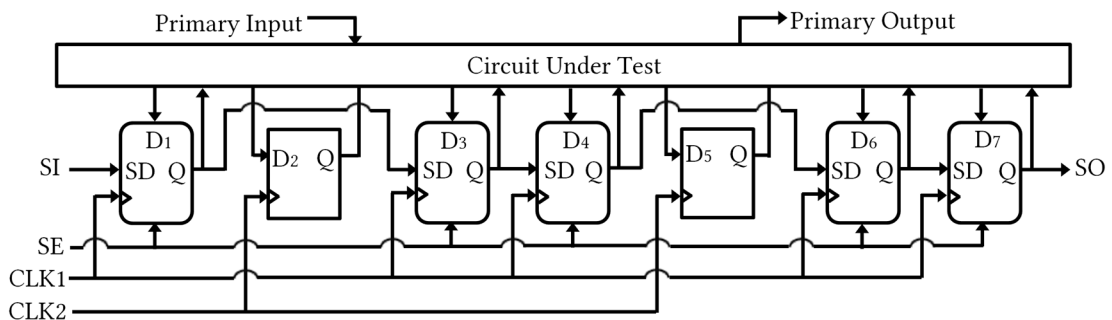 Primary Input
Primary Output
Circuit Under Test
D1
SD Q
D2 Q
D3
SD Q
D4
SD Q
D5 Q
D6
SD Q
D7
SD Q
SI
SO
SE
CLK1
CLK2